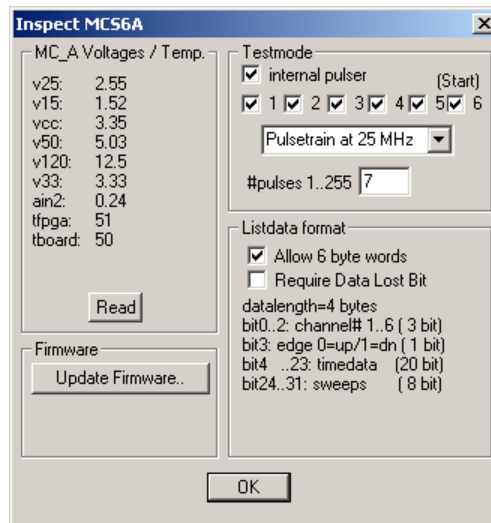 Inspect MCS6A
MC_A Voltages / Temp.
v25: 2.55
v15: 1.52
vcc: 3.35
v50: 5.03
v120: 12.5
v33: 3.33
ain2: 0.24
tfpga: 51
tboard: 50
Read
Firmware
Update Firmware..
Testmode
internal pulser
(Start)
1 2 3 4 5 6
Pulsetrain at 25 MHz
#pulses 1..255 7
Listdata format
Allow 6 byte words
Require Data Lost Bit
datalength=4 bytes
bit0..2: channel# 1..6 ( 3 bit)
bit3: edge 0=up/1=dn ( 1 bit)
bit4 ..23: timedata (20 bit)
bit24..31: sweeps ( 8 bit)
OK